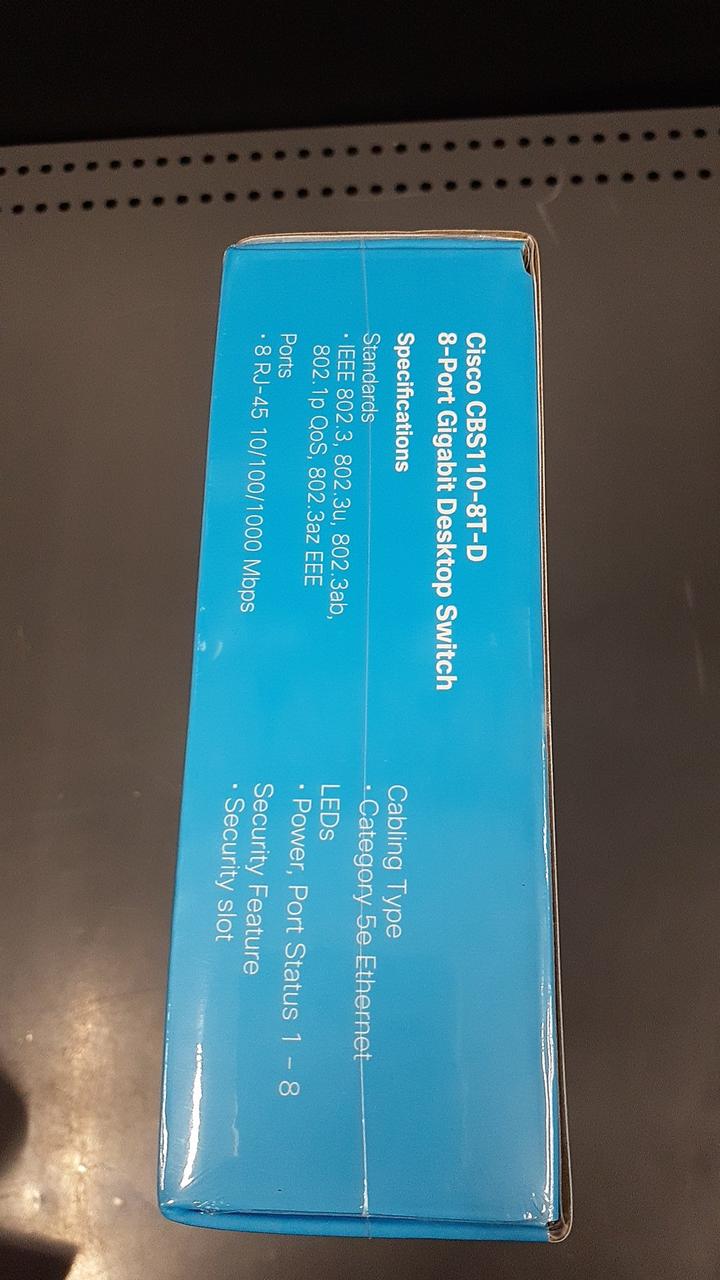 Cisco CBS110-8T-D
8-Port Gigabit Desktop Switch
Specifications
Standards
· IEEE 802.3, 802.3u, 802.3ab,
802.1p QoS, 802.3az EEE
Ports
· 8 RJ-45 10/100/1000 Mbps
Cabling Type
· Category 5e Ethernet
LEDs
· Power, Port Status 1 - 8
Security Feature
· Security slot